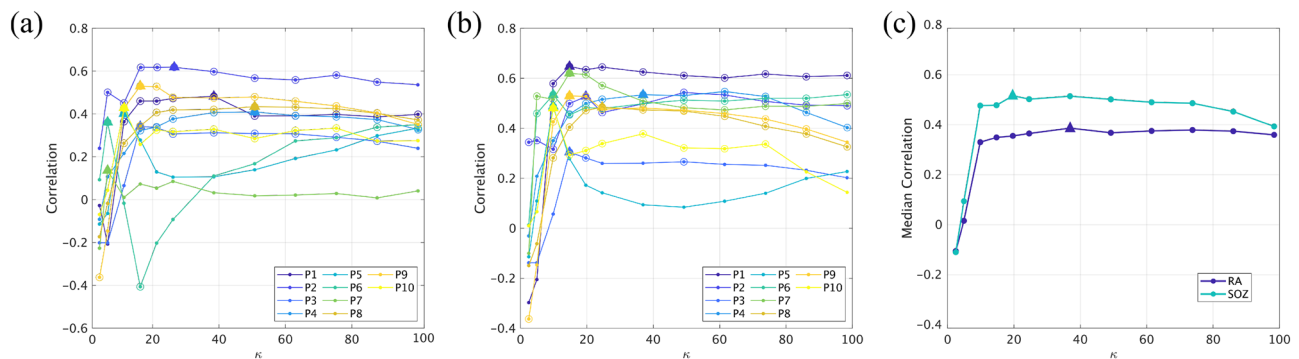 (a)
0.8
0.6
0.4
0.2
0
−0.2
−0.4
−0.6
Correlation
0 20 40 60 80 100
κ
P1 P5 P9
P2 P6 P10
P3 P7
P4 P8
(b)
0.8
0.6
0.4
0.2
0
−0.2
−0.4
Correlation
0 20 40 60 80 100
κ
P1 P5 P9
P2 P6 P10
P3 P7
P4 P8
(c)
0.8
0.6
0.4
0.2
0
−0.2
−0.4
Median Correlation
0 20 40 60 80 100
κ
RA
SOZ